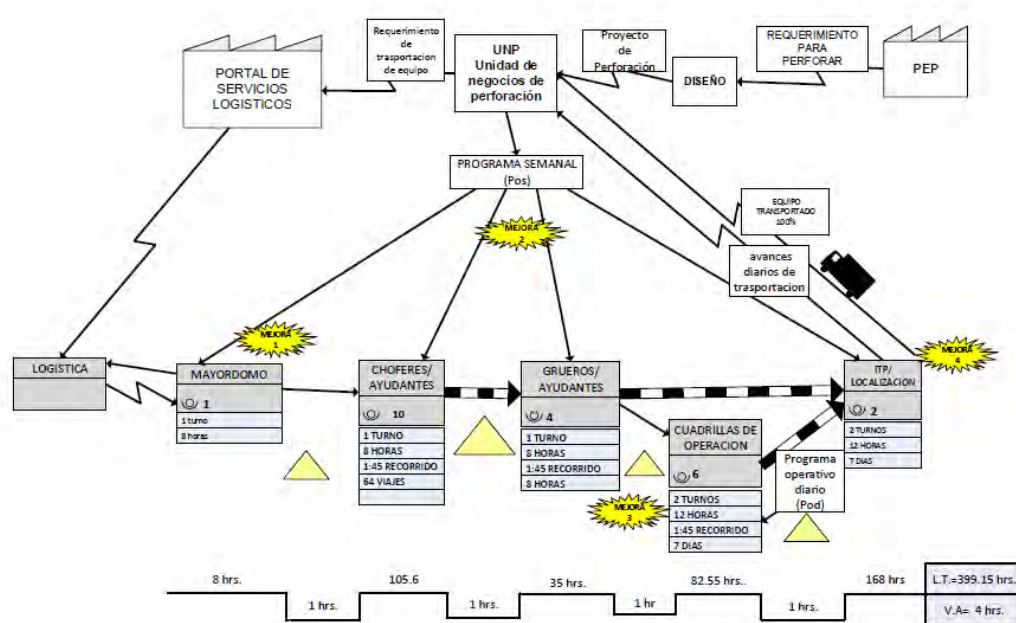 PORTAL DE
SERVICIOS
LOGISTICOS
Requerimiento
de
trasportacion
de equipo
UNP
Unidad de
negocios de
perforación
Proyecto
de
Perforación
DISEÑO
REQUERIMIENTO
PARA
PERFORAR
PEP
PROGRAMA SEMANAL
(Pos)
MEJORA
2
EQUIPO
TRANSPORTADO
100%
avances
diarios de
trasportacion
MEJORA
1
MEJORA
4
LOGISTICA
MAYORDOMO
1
1 turno
8 horas
CHOFERES/
AYUDANTES
10
1 TURNO
8 HORAS
1:45 RECORRIDO
64 VIAJES
GRUEROS/
AYUDANTES
4
1 TURNO
8 HORAS
1:45 RECORRIDO
8 HORAS
CUADRILLAS DE
OPERACION
6
2 TURNOS
12 HORAS
1:45 RECORRIDO
7 DIAS
MEJORA
3
ITP/
LOCALIZACION
2
2 TURNOS
12 HORAS
7 DIAS
Programa
operativo
diario
(Pod)
8 hrs.
105.6
35 hrs.
82.55 hrs..
168 hrs
L.T.=399.15 hrs.
1 hrs.
1 hrs.
1 hr
1 hrs.
V.A= 4 hrs.